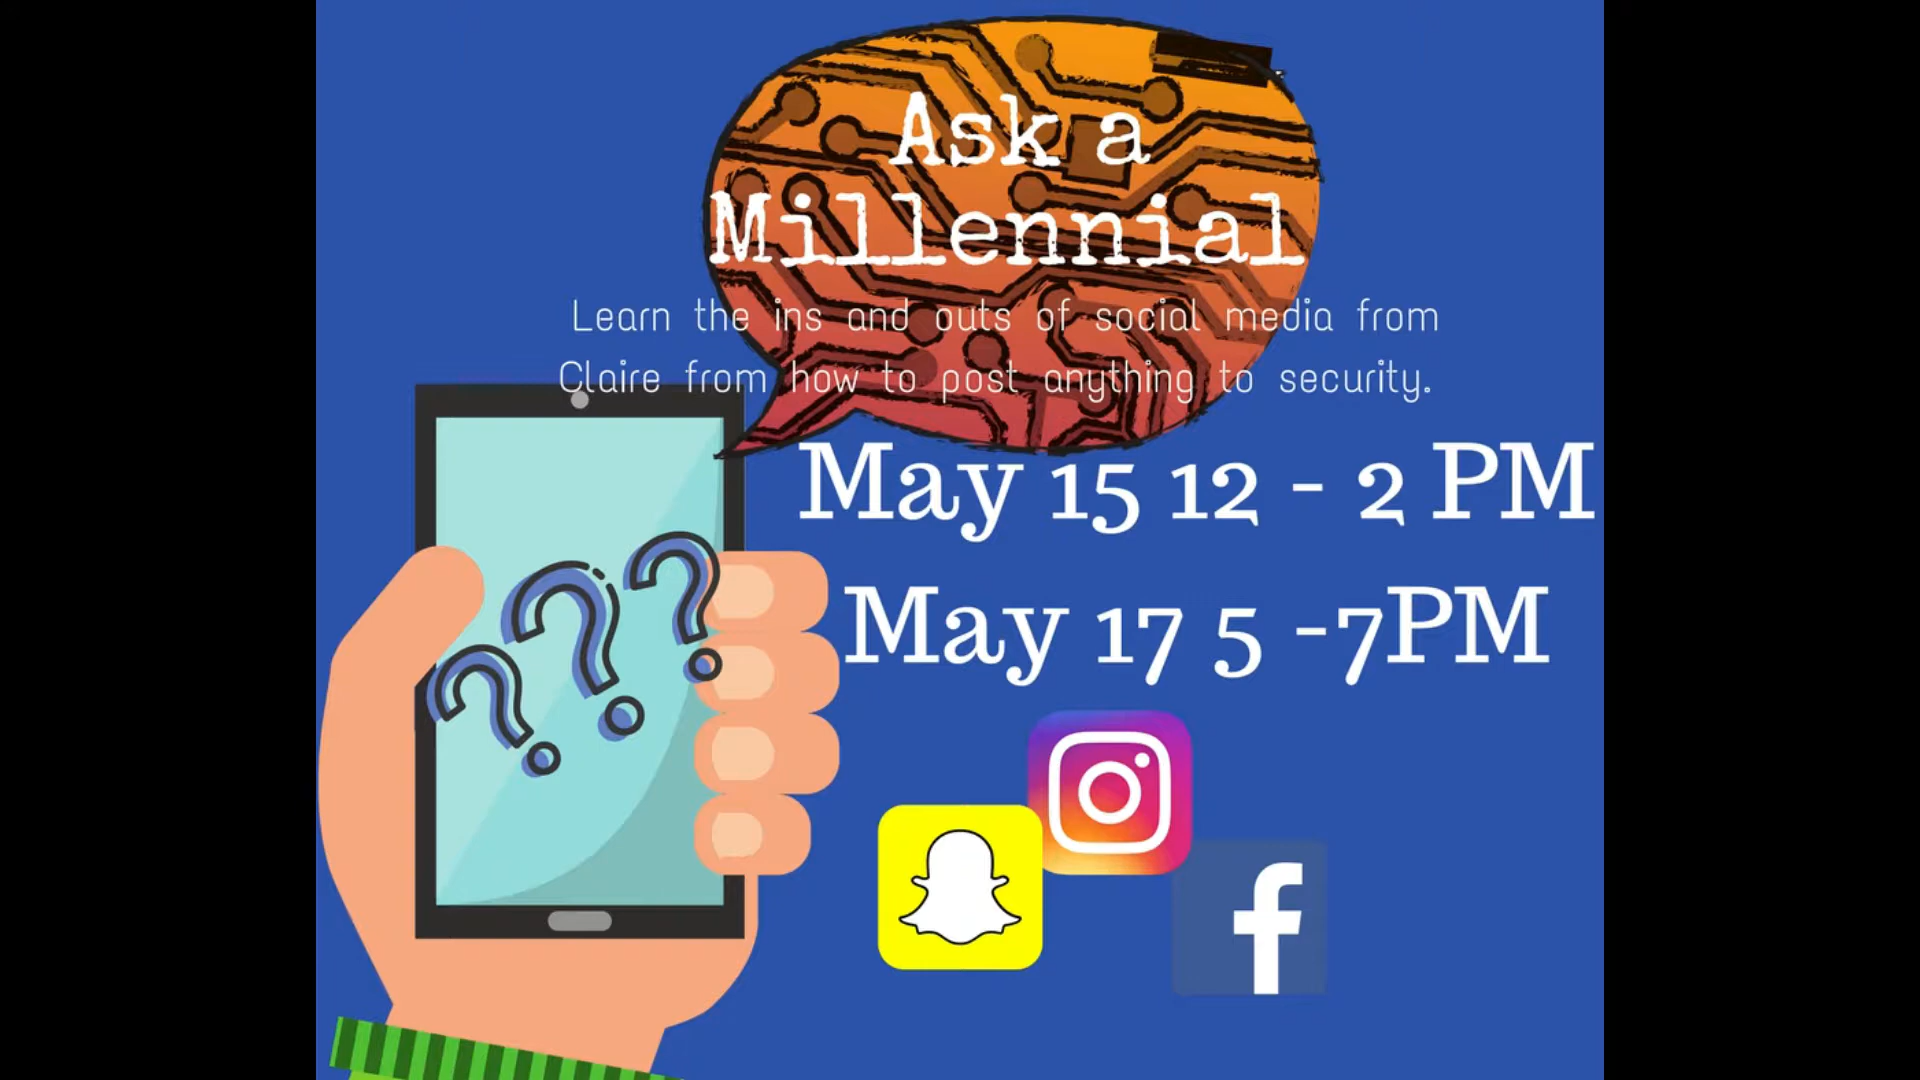 Ask a
Millennial
Learn the ins and outs of social media from
Claire from how to post anything to security.
May 15 12 - 2 PM
May 17 5 -7PM